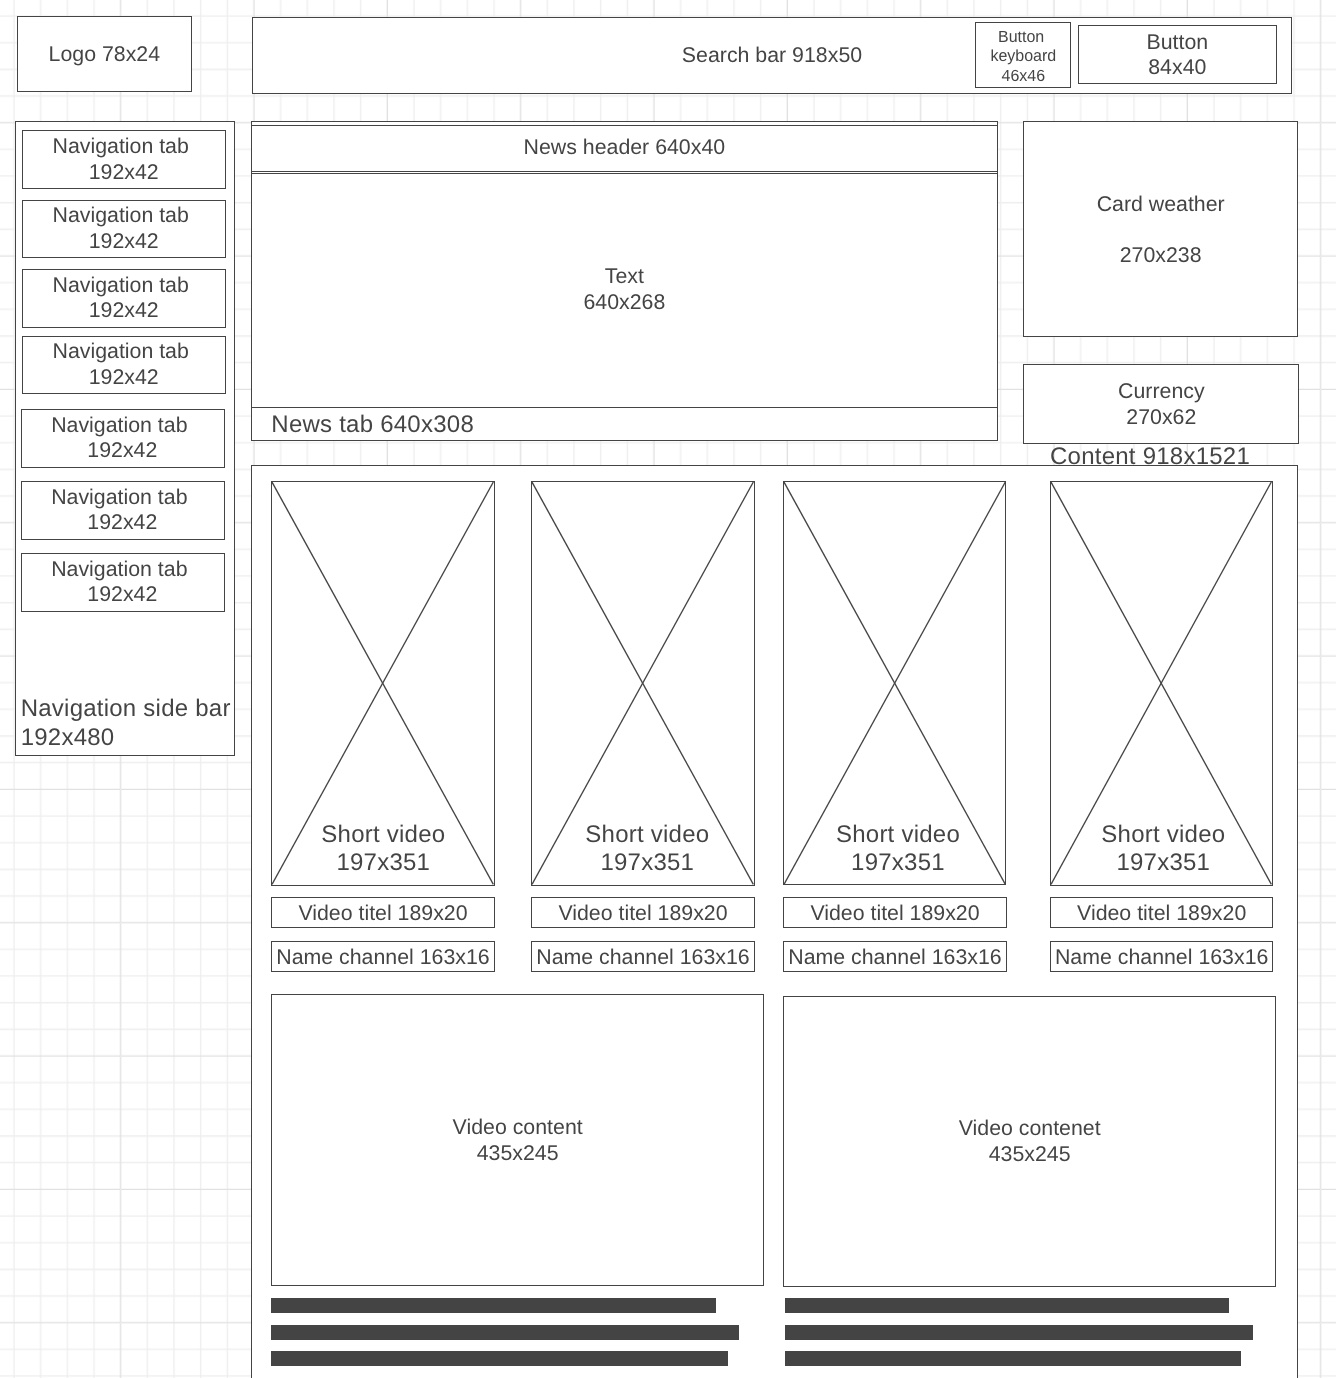 Logo 78x24
Search bar 918x50
Button
keyboard
46x46
Button
84x40
Navigation tab
192x42
Navigation tab
192x42
Navigation tab
192x42
Navigation tab
192x42
Navigation tab
192x42
Navigation tab
192x42
Navigation tab
192x42
Navigation side bar
192x480
News header 640x40
Text
640x268
News tab 640x308
Card weather
270x238
Currency
270x62
Content 918x1521
Short video
197x351
Short video
197x351
Short video
197x351
Short video
197x351
Video titel 189x20
Video titel 189x20
Video titel 189x20
Video titel 189x20
Name channel 163x16
Name channel 163x16
Name channel 163x16
Name channel 163x16
Video content
435x245
Video contenet
435x245